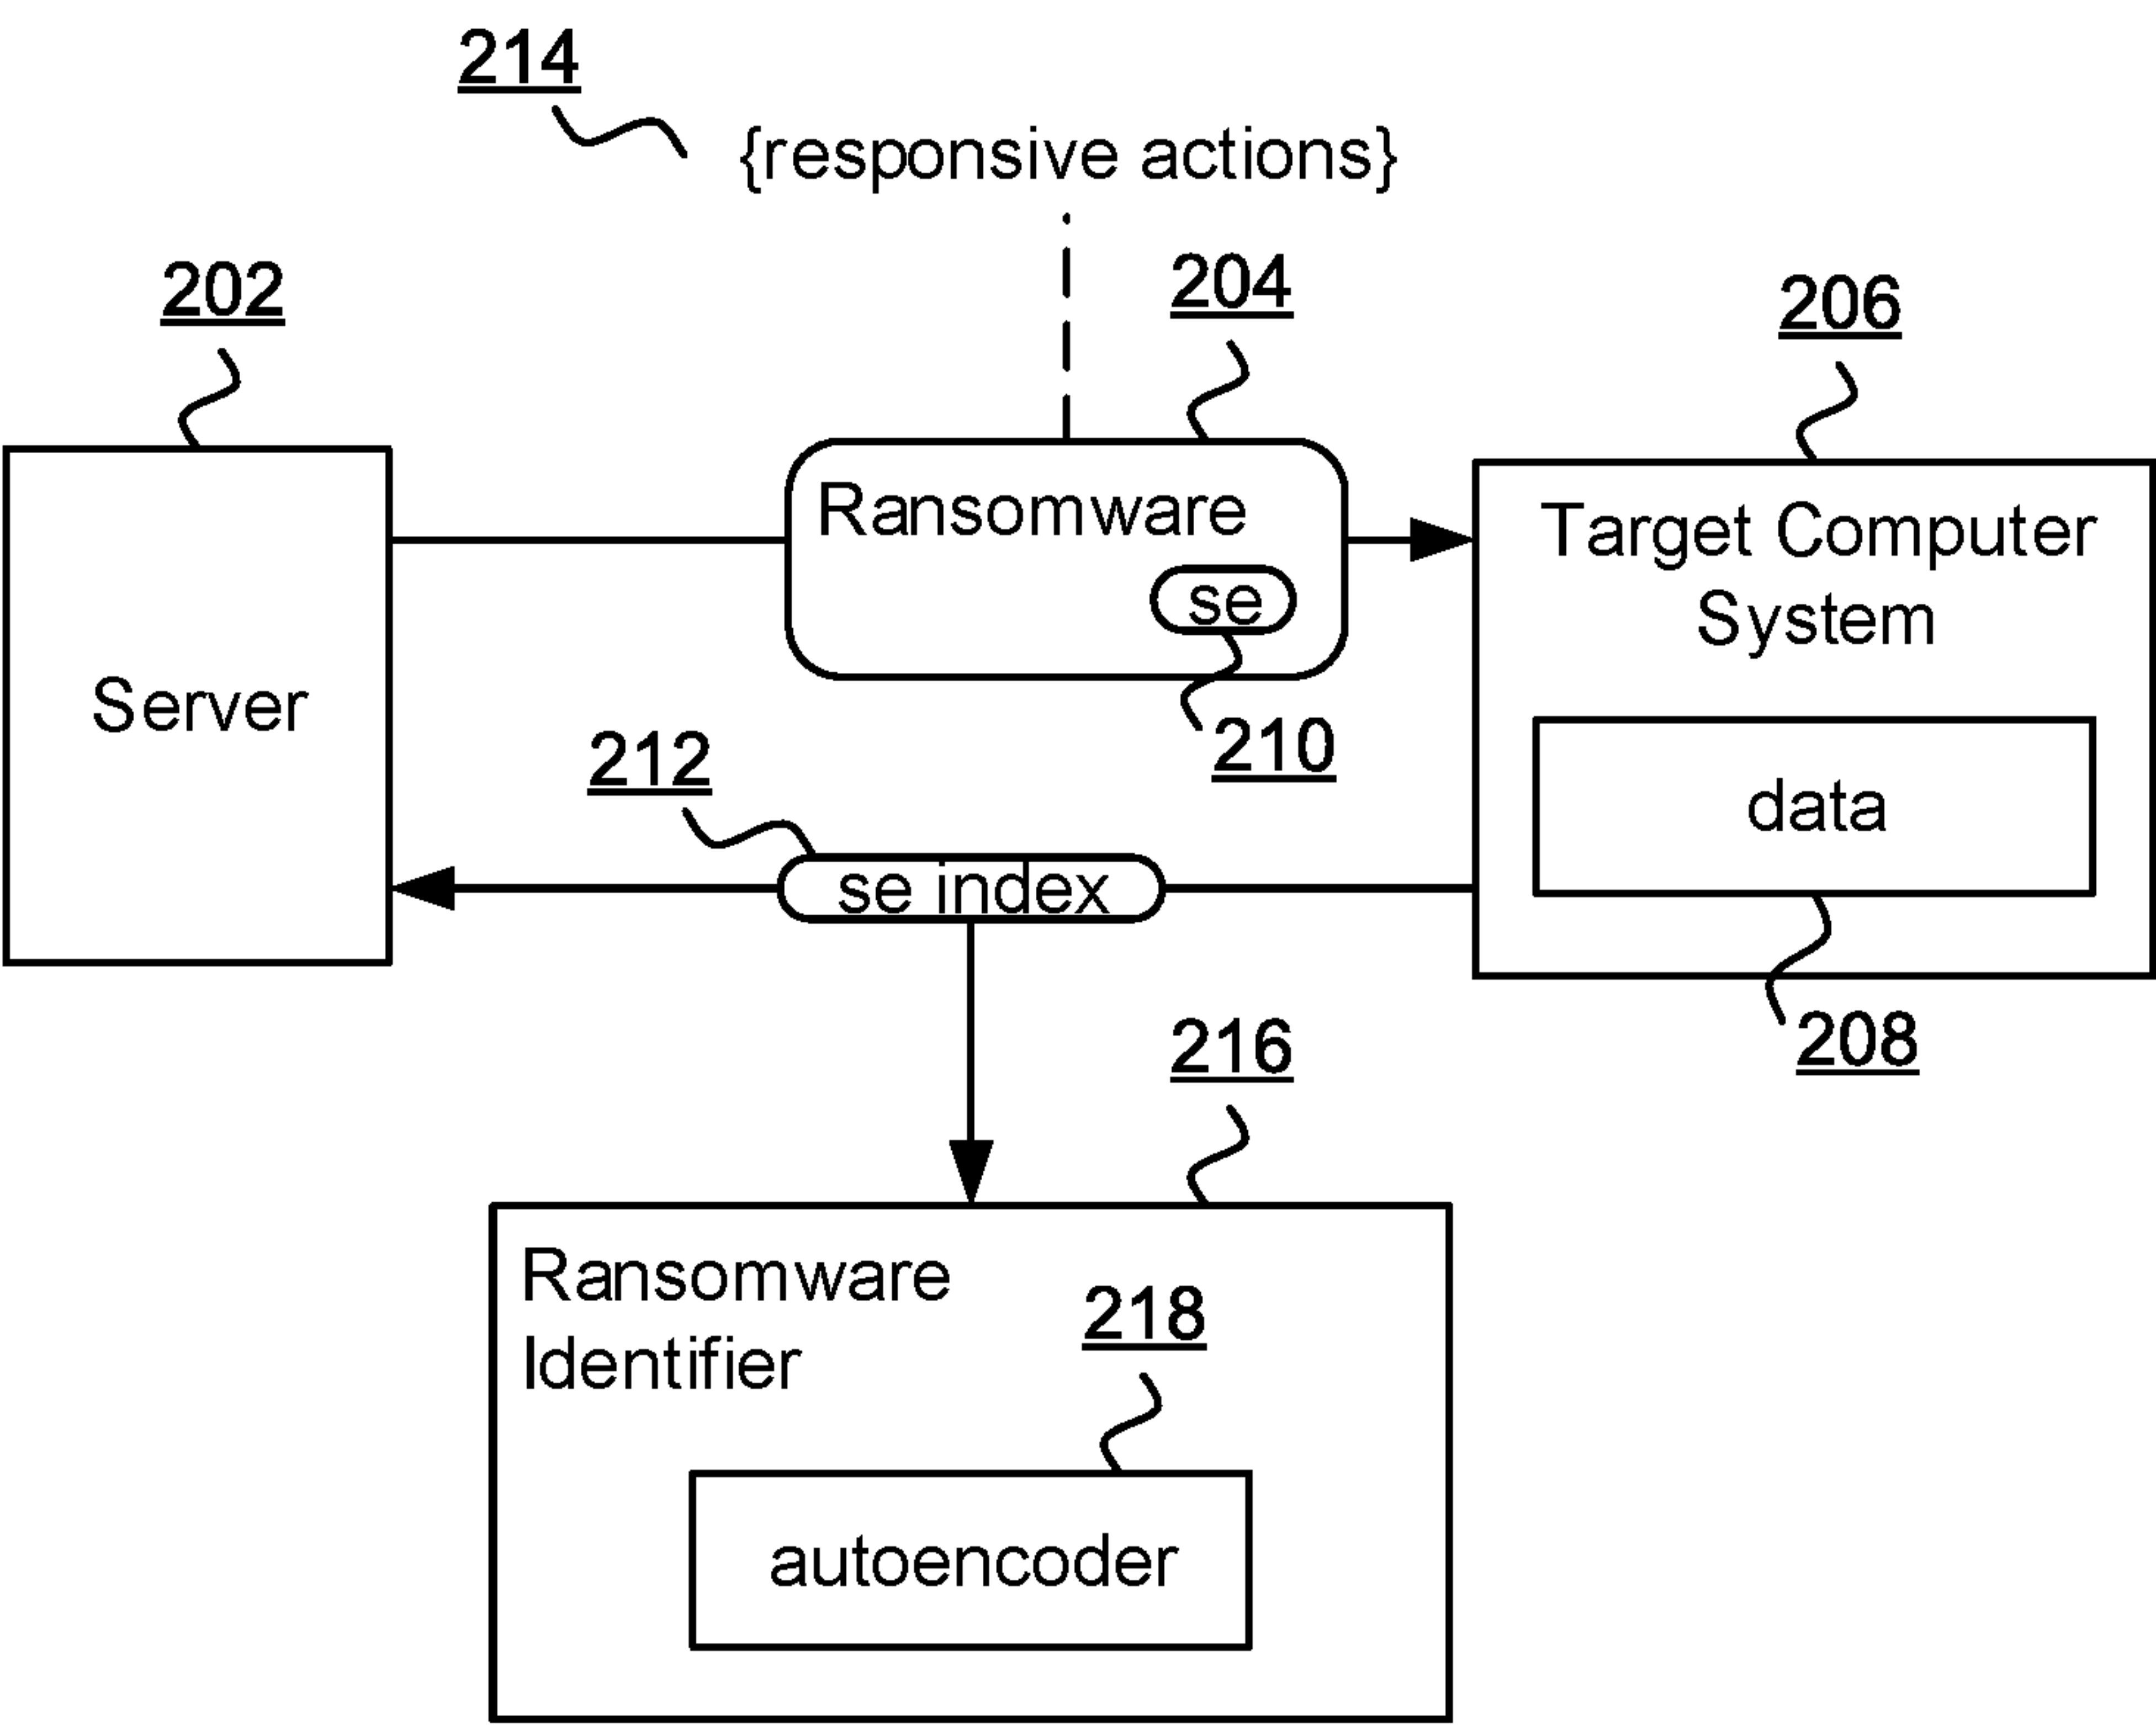 214
{responsive actions}
202
204
206
Ransomware
se
Target Computer
System
Server
210
212
data
se index
208
216
Ransomware
Identifier
218
autoencoder